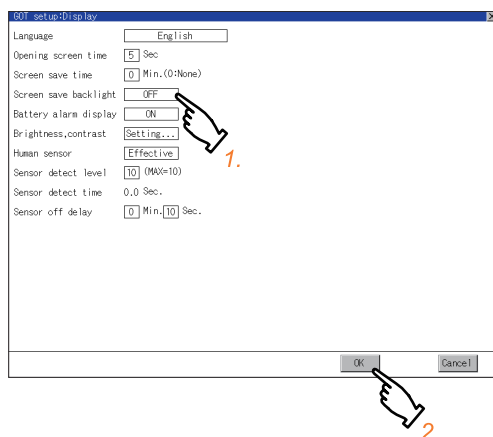 GOT setup:Display
Language English
Opening screen time 5 Sec
Screen save time 0 Min.(0:None)
Screen save backlight OFF
Battery alarm display ON
Brightness,contrast Setting...
Human sensor Effective
1.
Sensor detect level 10 (MAX=10)
Sensor detect time 0.0 Sec.
Sensor off delay 0 Min. 10 Sec.
OK Cancel
2